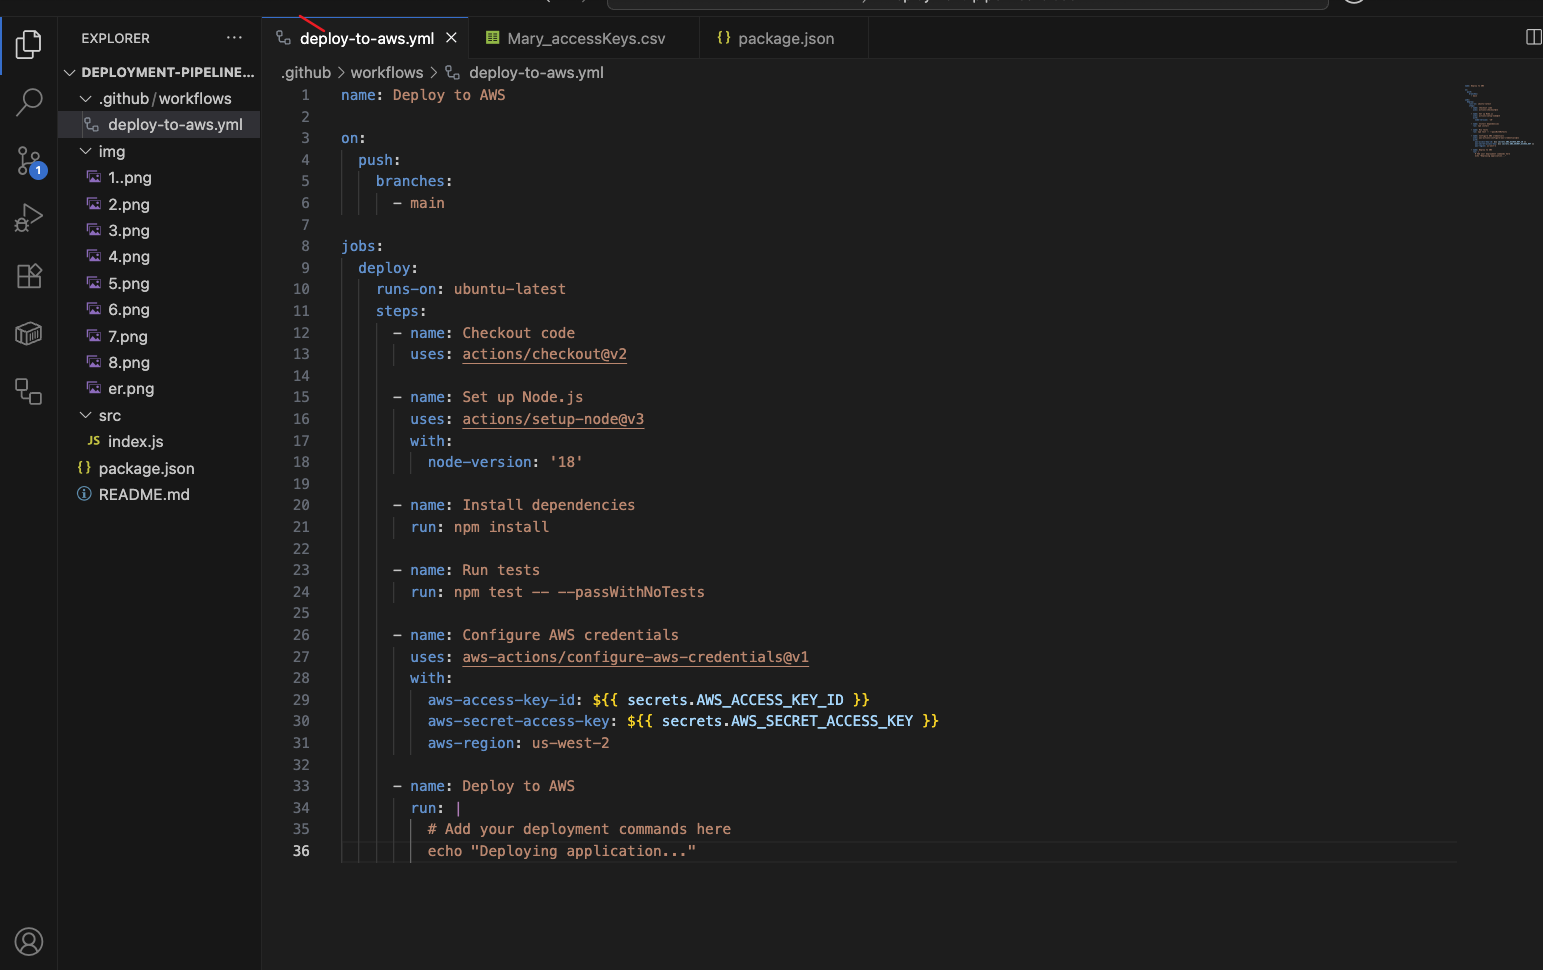 EXPLORER
DEPLOYMENT-PIPELINE...
.github/workflows
deploy-to-aws.yml
img
1..png
2.png
3.png
4.png
5.png
6.png
7.png
8.png
er.png
src
JS index.js
{} package.json
README.md
1
deploy-to-aws.yml
Mary_accessKeys.csv
{} package.json
.github > workflows > deploy-to-aws.yml
1 name: Deploy to AWS
2
3 on:
4 push:
5 branches:
6 - main
7
8 jobs:
9 deploy:
10 runs-on: ubuntu-latest
11 steps:
12 - name: Checkout code
13 uses: actions/checkout@v2
14
15 - name: Set up Node.js
16 uses: actions/setup-node@v3
17 with:
18 node-version: '18'
19
20 - name: Install dependencies
21 run: npm install
22
23 - name: Run tests
24 run: npm test -- --passWithNoTests
25
26 - name: Configure AWS credentials
27 uses: aws-actions/configure-aws-credentials@v1
28 with:
29 aws-access-key-id: ${{ secrets.AWS_ACCESS_KEY_ID }}
30 aws-secret-access-key: ${{ secrets.AWS_SECRET_ACCESS_KEY }}
31 aws-region: us-west-2
32
33 - name: Deploy to AWS
34 run: |
35 # Add your deployment commands here
36 echo "Deploying application..."